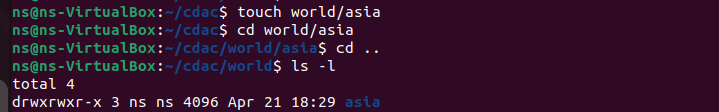 ns@ns-VirtualBox:~/cdac$ touch world/asia
ns@ns-VirtualBox:~/cdac$ cd world/asia
ns@ns-VirtualBox:~/cdac/world/asia$ cd ..
ns@ns-VirtualBox:~/cdac/world$ ls -l
total 4
drwxrwxr-x 3 ns ns 4096 Apr 21 18:29 asia